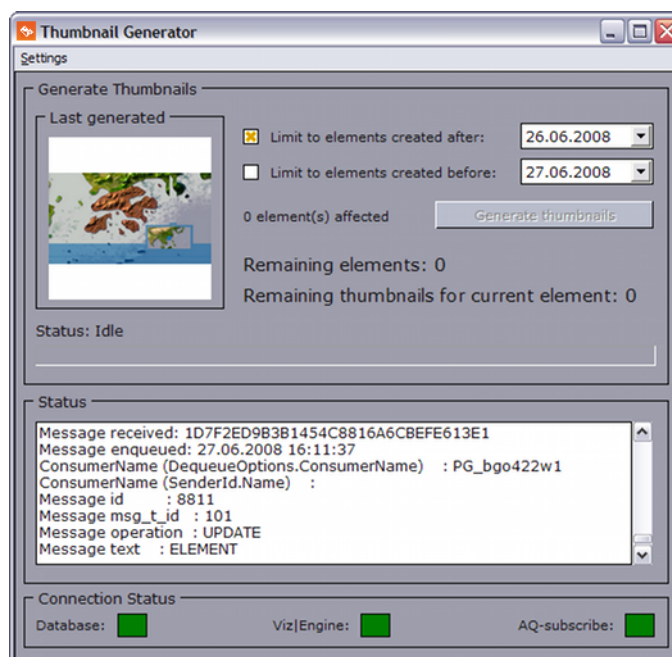 Thumbnail Generator
Settings
Generate Thumbnails
Last generated
Limit to elements created after: 26.06.2008
Limit to elements created before: 27.06.2008
0 element(s) affected Generate thumbnails
Remaining elements: 0
Remaining thumbnails for current element: 0
Status: Idle
Status
Message received: 1D7F2ED9B3B1454C8816A6CBEFE613E1
Message enqueued: 27.06.2008 16:11:37
ConsumerName (DequeueOptions.ConsumerName) : PG_bgo422w1
ConsumerName (SenderId.Name) :
Message id : 8811
Message msg_t_id : 101
Message operation : UPDATE
Message text : ELEMENT
Connection Status
Database: Viz|Engine: AQ-subscribe: